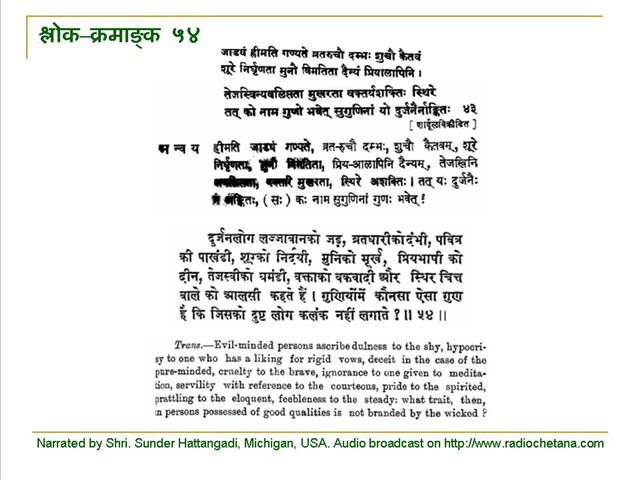 श्लोक–क्रमाङ्क ५४
जाडयं ह्रीमति गण्यते व्रतरुचौ दम्भः शुचौ कैतवं
शूरे निर्घृणता मुनौ विमतिता दैन्यं प्रियालापिनि ।
तेजस्विन्यवलिप्तता मुखरता वक्तर्यशक्तिः स्थिरे
तत् को नाम गुणो भवेत् सुगुणिनां यो दुर्जनैर्नाङ्कितः ४३
[ शार्दूलविक्रीडित ]
अन्वय ह्रीमति जाडयं गण्यते, व्रत-रुचौ दम्भः, शुचौ कैतवम्, शूरे
निर्घृणता, मुनौ विमतिता, प्रिय-आलापिनि दैन्यम्, तेजस्विनि
मुखरता, स्थिरे अशक्तिः । तत् यः दुर्जनैः
(सः) कः नाम सुगुणिनां गुणः भवेत् ?
दुर्जनलोग लज्जावानको जड़, व्रतधारीकोदंभी, पवित्र
की पाखंडी, शूरको निर्दयी, मुनिको मूर्ख, प्रियभाषी को
दीन, तेजस्वीको घमंडी, वक्ताको बकवादी और स्थिर चित्त
वाले को आलसी कहते हैं । गुणियोंमें कौनसा ऐसा गुण
है कि जिसको दुष्ट लोग कलंक नहीं लगाते ? ॥ ५४ ॥
Trans.—Evil-minded persons ascribe dulness to the shy, hypocri-
sy to one who has a liking for rigid vows, deceit in the case of the
pure-minded, cruelty to the brave, ignorance to one given to medita-
tion, servility with reference to the courteous, pride to the spirited,
prattling to the eloquent, feebleness to the steady: what trait, then,
in persons possessed of good qualities is not branded by the wicked ?
Narrated by Shri. Sunder Hattangadi, Michigan, USA. Audio broadcast on http://www.radiochetana.com